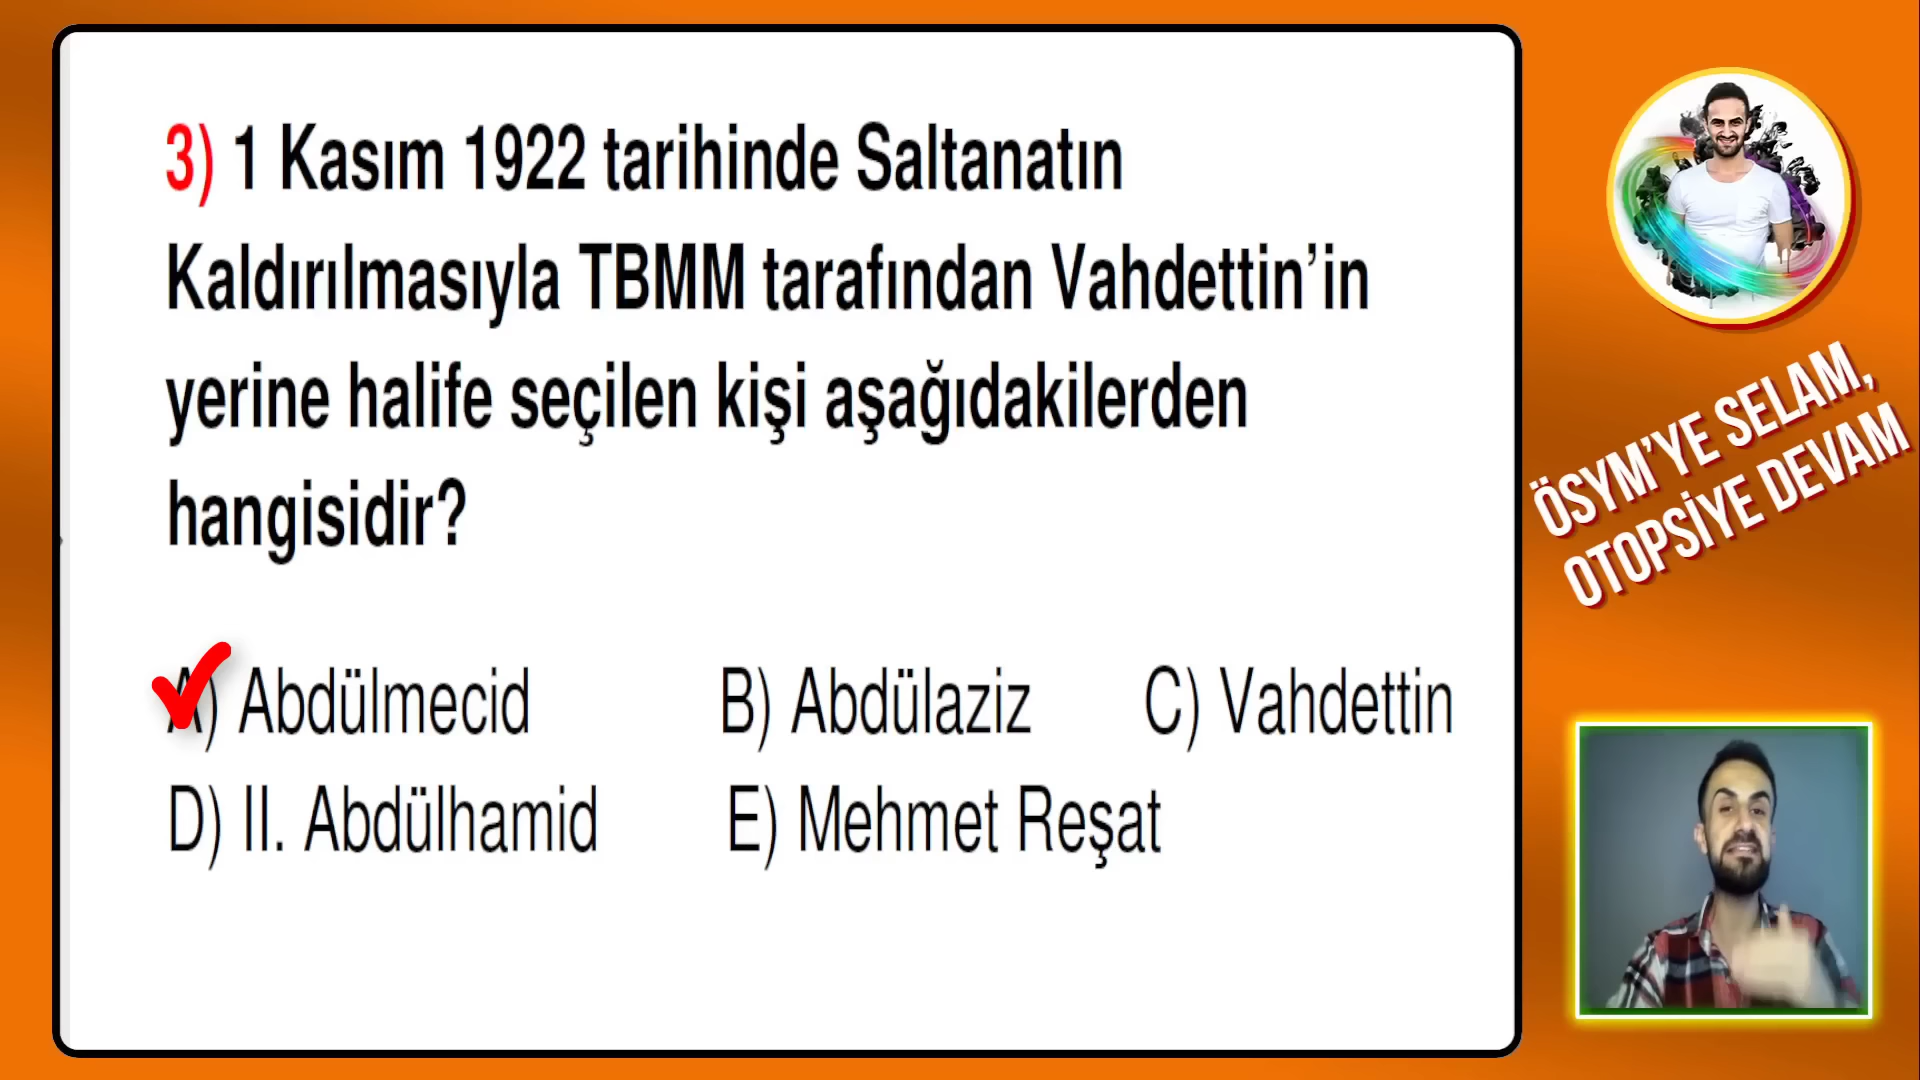 3) 1 Kasım 1922 tarihinde Saltanatın
Kaldırılmasıyla TBMM tarafından Vahdettin’in
yerine halife seçilen kişi aşağıdakilerden
hangisidir?
A) Abdülmecid B) Abdülaziz C) Vahdettin
D) II. Abdülhamid E) Mehmet Reşat
ÖSYM’YE SELAM,
OTOPSİYE DEVAM